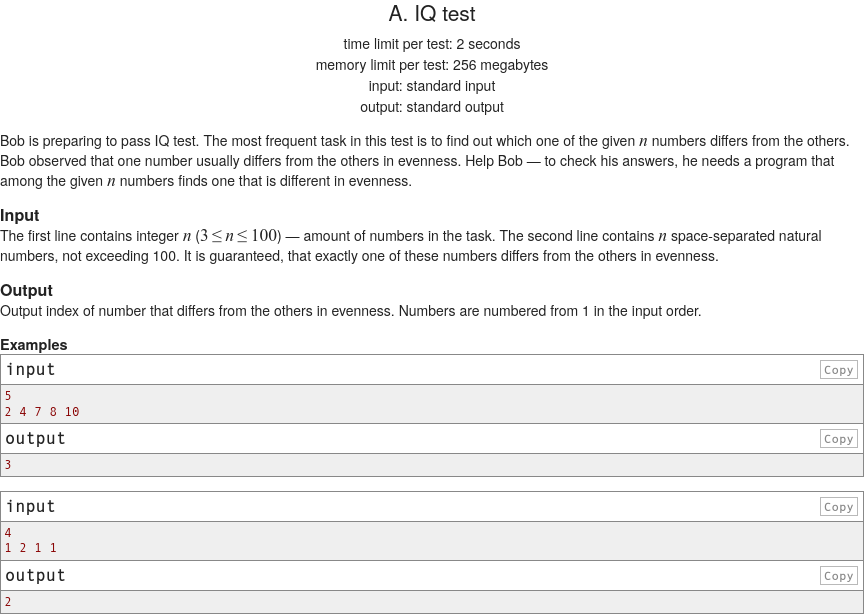 A. IQ test
time limit per test: 2 seconds
memory limit per test: 256 megabytes
input: standard input
output: standard output
Bob is preparing to pass IQ test. The most frequent task in this test is to find out which one of the given n numbers differs from the others.
Bob observed that one number usually differs from the others in evenness. Help Bob — to check his answers, he needs a program that
among the given n numbers finds one that is different in evenness.
Input
The first line contains integer n (3 ≤ n ≤ 100) — amount of numbers in the task. The second line contains n space-separated natural
numbers, not exceeding 100. It is guaranteed, that exactly one of these numbers differs from the others in evenness.
Output
Output index of number that differs from the others in evenness. Numbers are numbered from 1 in the input order.
Examples
input Copy
5
2 4 7 8 10
output Copy
3
input Copy
4
1 2 1 1
output Copy
2